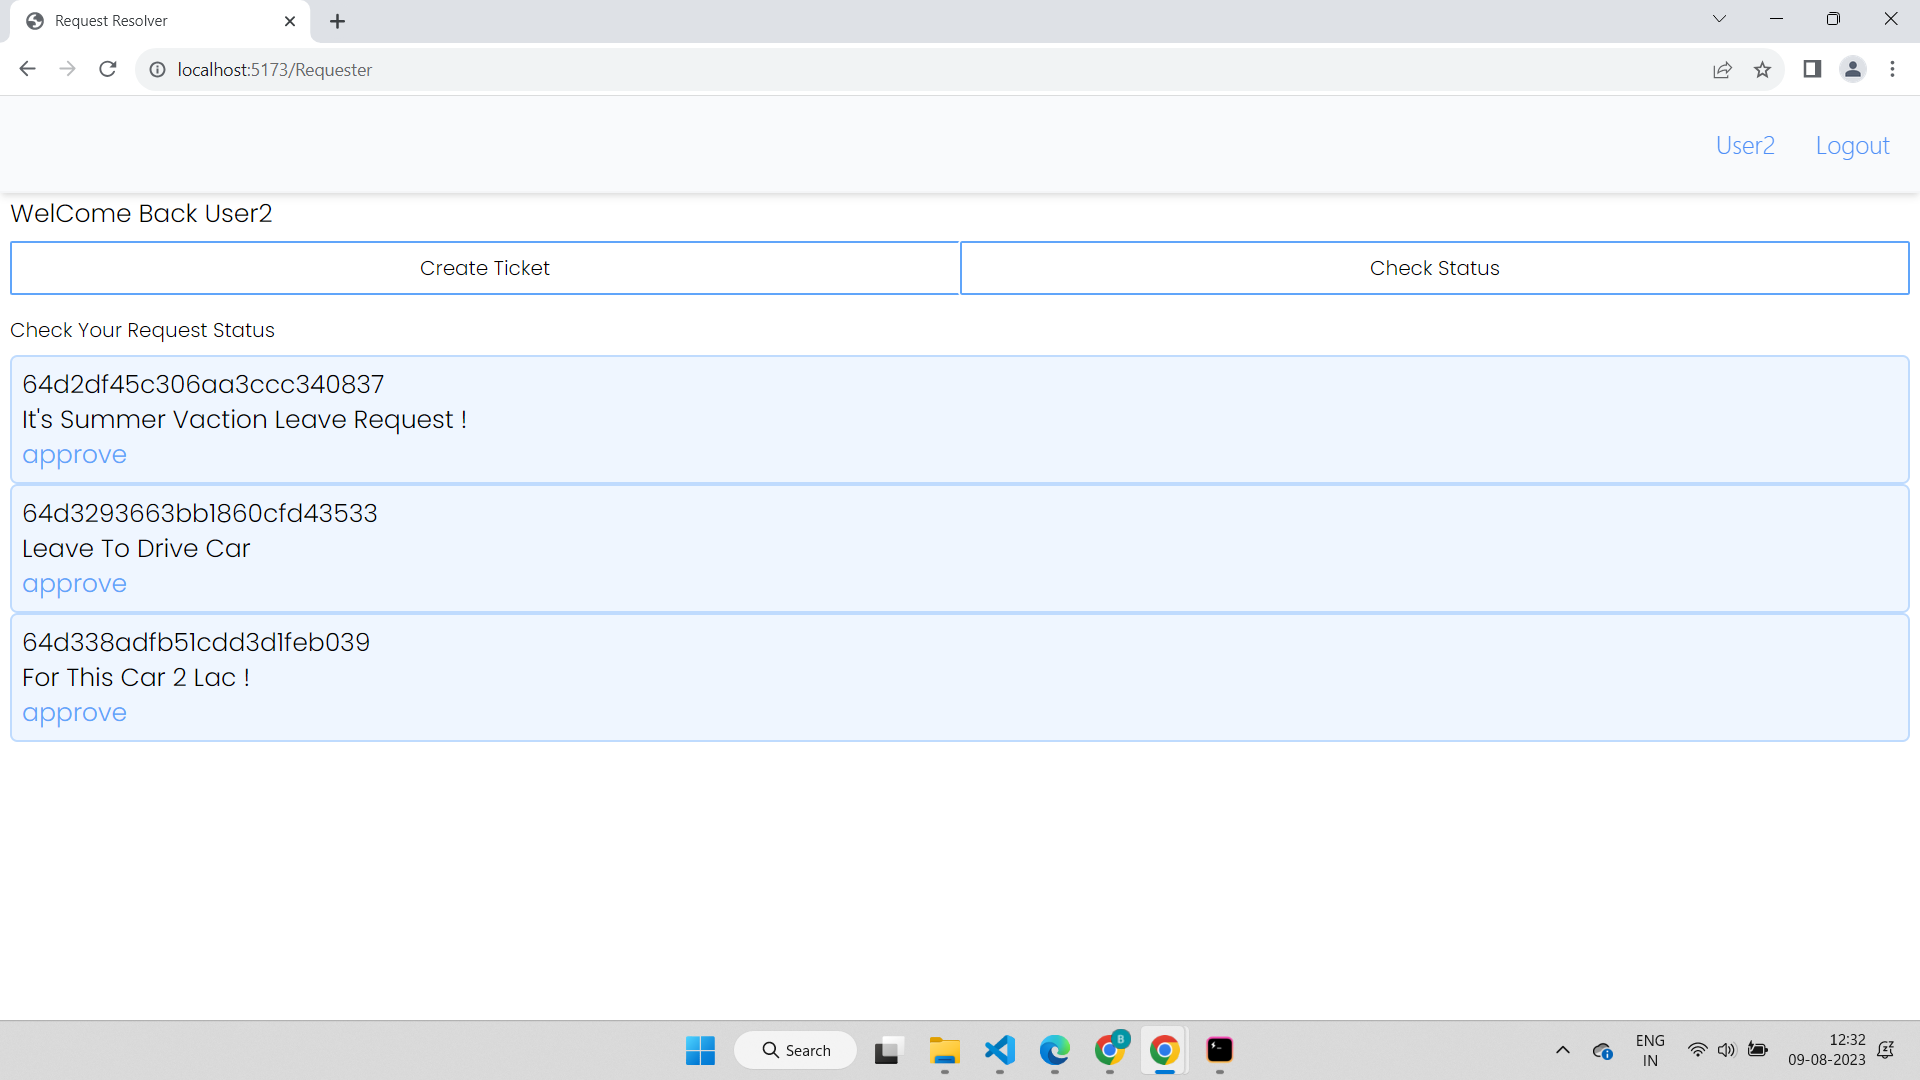 Request Resolver
localhost:5173/Requester
User2 Logout
WelCome Back User2
Create Ticket Check Status
Check Your Request Status
64d2df45c306aa3ccc340837
It's Summer Vaction Leave Request !
approve
64d3293663bb1860cfd43533
Leave To Drive Car
approve
64d338adfb51cdd3d1feb039
For This Car 2 Lac !
approve
Search
B
ENG
IN
12:32
09-08-2023